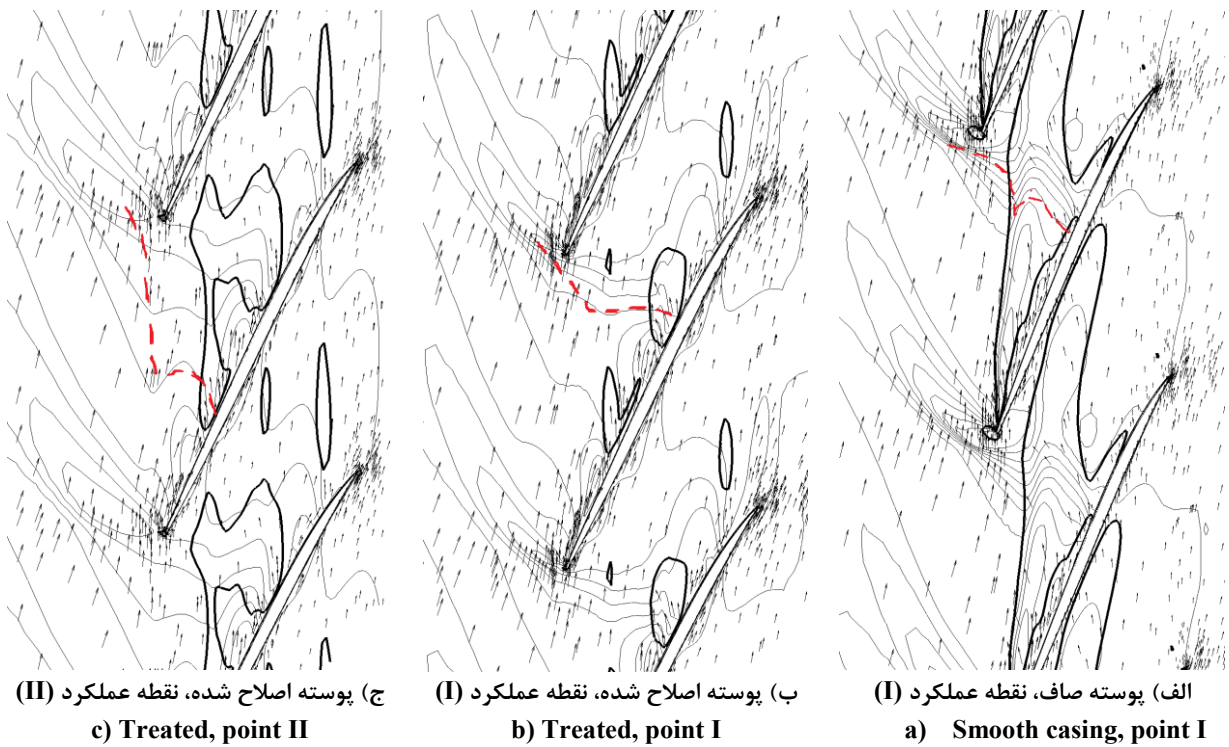 الف) پوسته صاف، نقطه عملکرد (I)
a) Smooth casing, point I
ب) پوسته اصلاح شده، نقطه عملکرد (I)
b) Treated, point I
ج) پوسته اصلاح شده، نقطه عملکرد (II)
c) Treated, point II